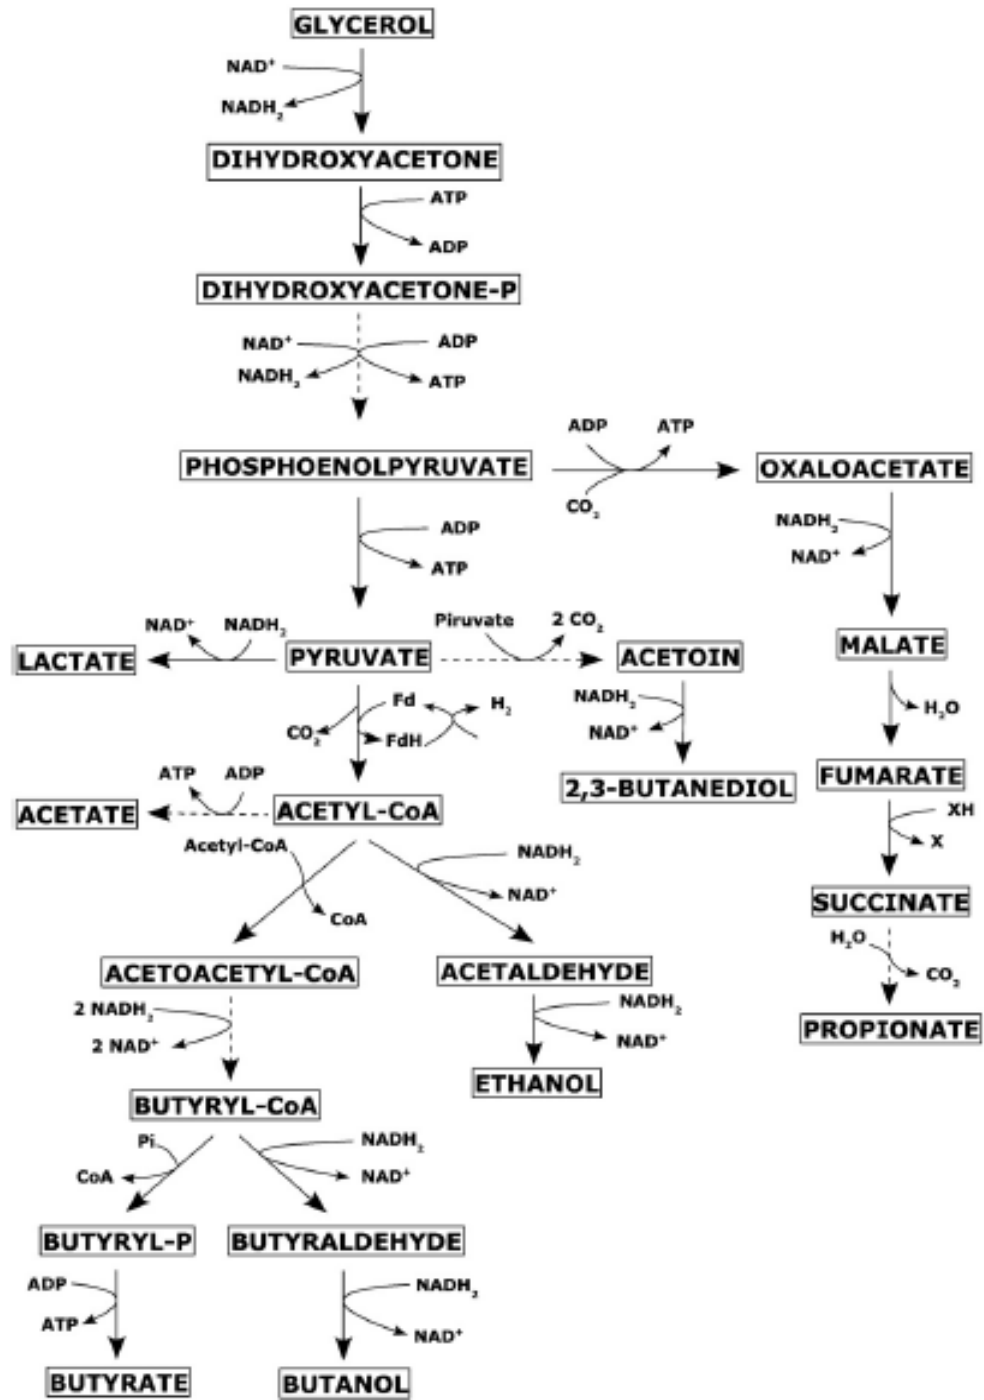 GLYCEROL
NAD⁺
NADH₂
DIHYDROXYACETONE
ATP
ADP
DIHYDROXYACETONE-P
NAD⁺ ADP
NADH₂ ATP
ADP ATP
PHOSPHOENOLPYRUVATE OXALOACETATE
CO₂
NADH₂
NAD⁺
ADP
ATP
NAD⁺ NADH₂ Piruvate 2 CO₂
LACTATE PYRUVATE ACETOIN MALATE
CO₂ Fd H₂
FdH
NADH₂
NAD⁺
H₂O
ATP ADP 2,3-BUTANEDIOL FUMARATE
ACETATE ACETYL-CoA
XH
X
Acetyl-CoA NADH₂
CoA NAD⁺
SUCCINATE
H₂O
CO₂
ACETOACETYL-CoA ACETALDEHYDE
2 NADH₂ NADH₂
2 NAD⁺ NAD⁺
PROPIONATE
ETHANOL
BUTYRYL-CoA
Pi NADH₂
CoA NAD⁺
BUTYRYL-P BUTYRALDEHYDE
ADP NADH₂
ATP NAD⁺
BUTYRATE BUTANOL